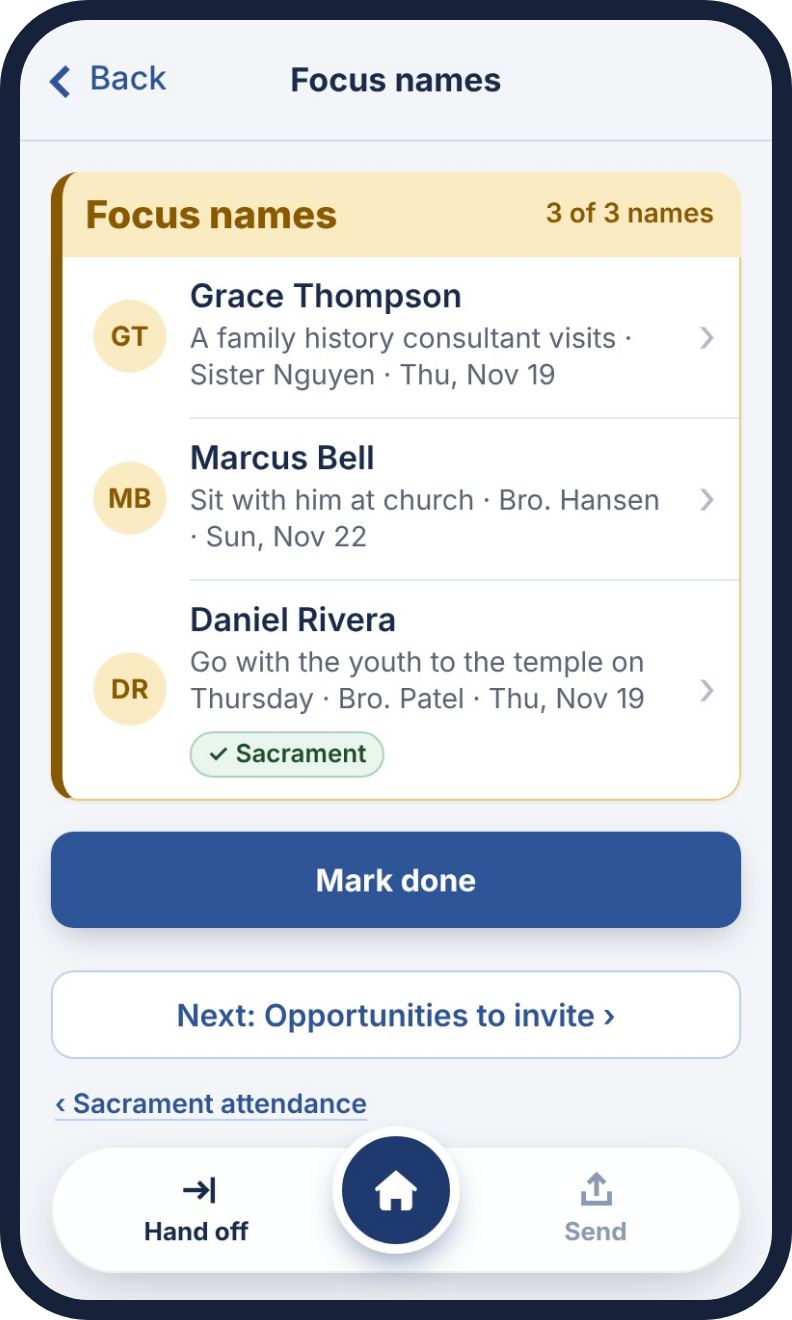 Back
Focus names
Focus names
3 of 3 names
GT
Grace Thompson
A family history consultant visits ·
Sister Nguyen · Thu, Nov 19
MB
Marcus Bell
Sit with him at church · Bro. Hansen
· Sun, Nov 22
DR
Daniel Rivera
Go with the youth to the temple on
Thursday · Bro. Patel · Thu, Nov 19
✓ Sacrament
Mark done
Next: Opportunities to invite ›
‹ Sacrament attendance
Hand off
Send